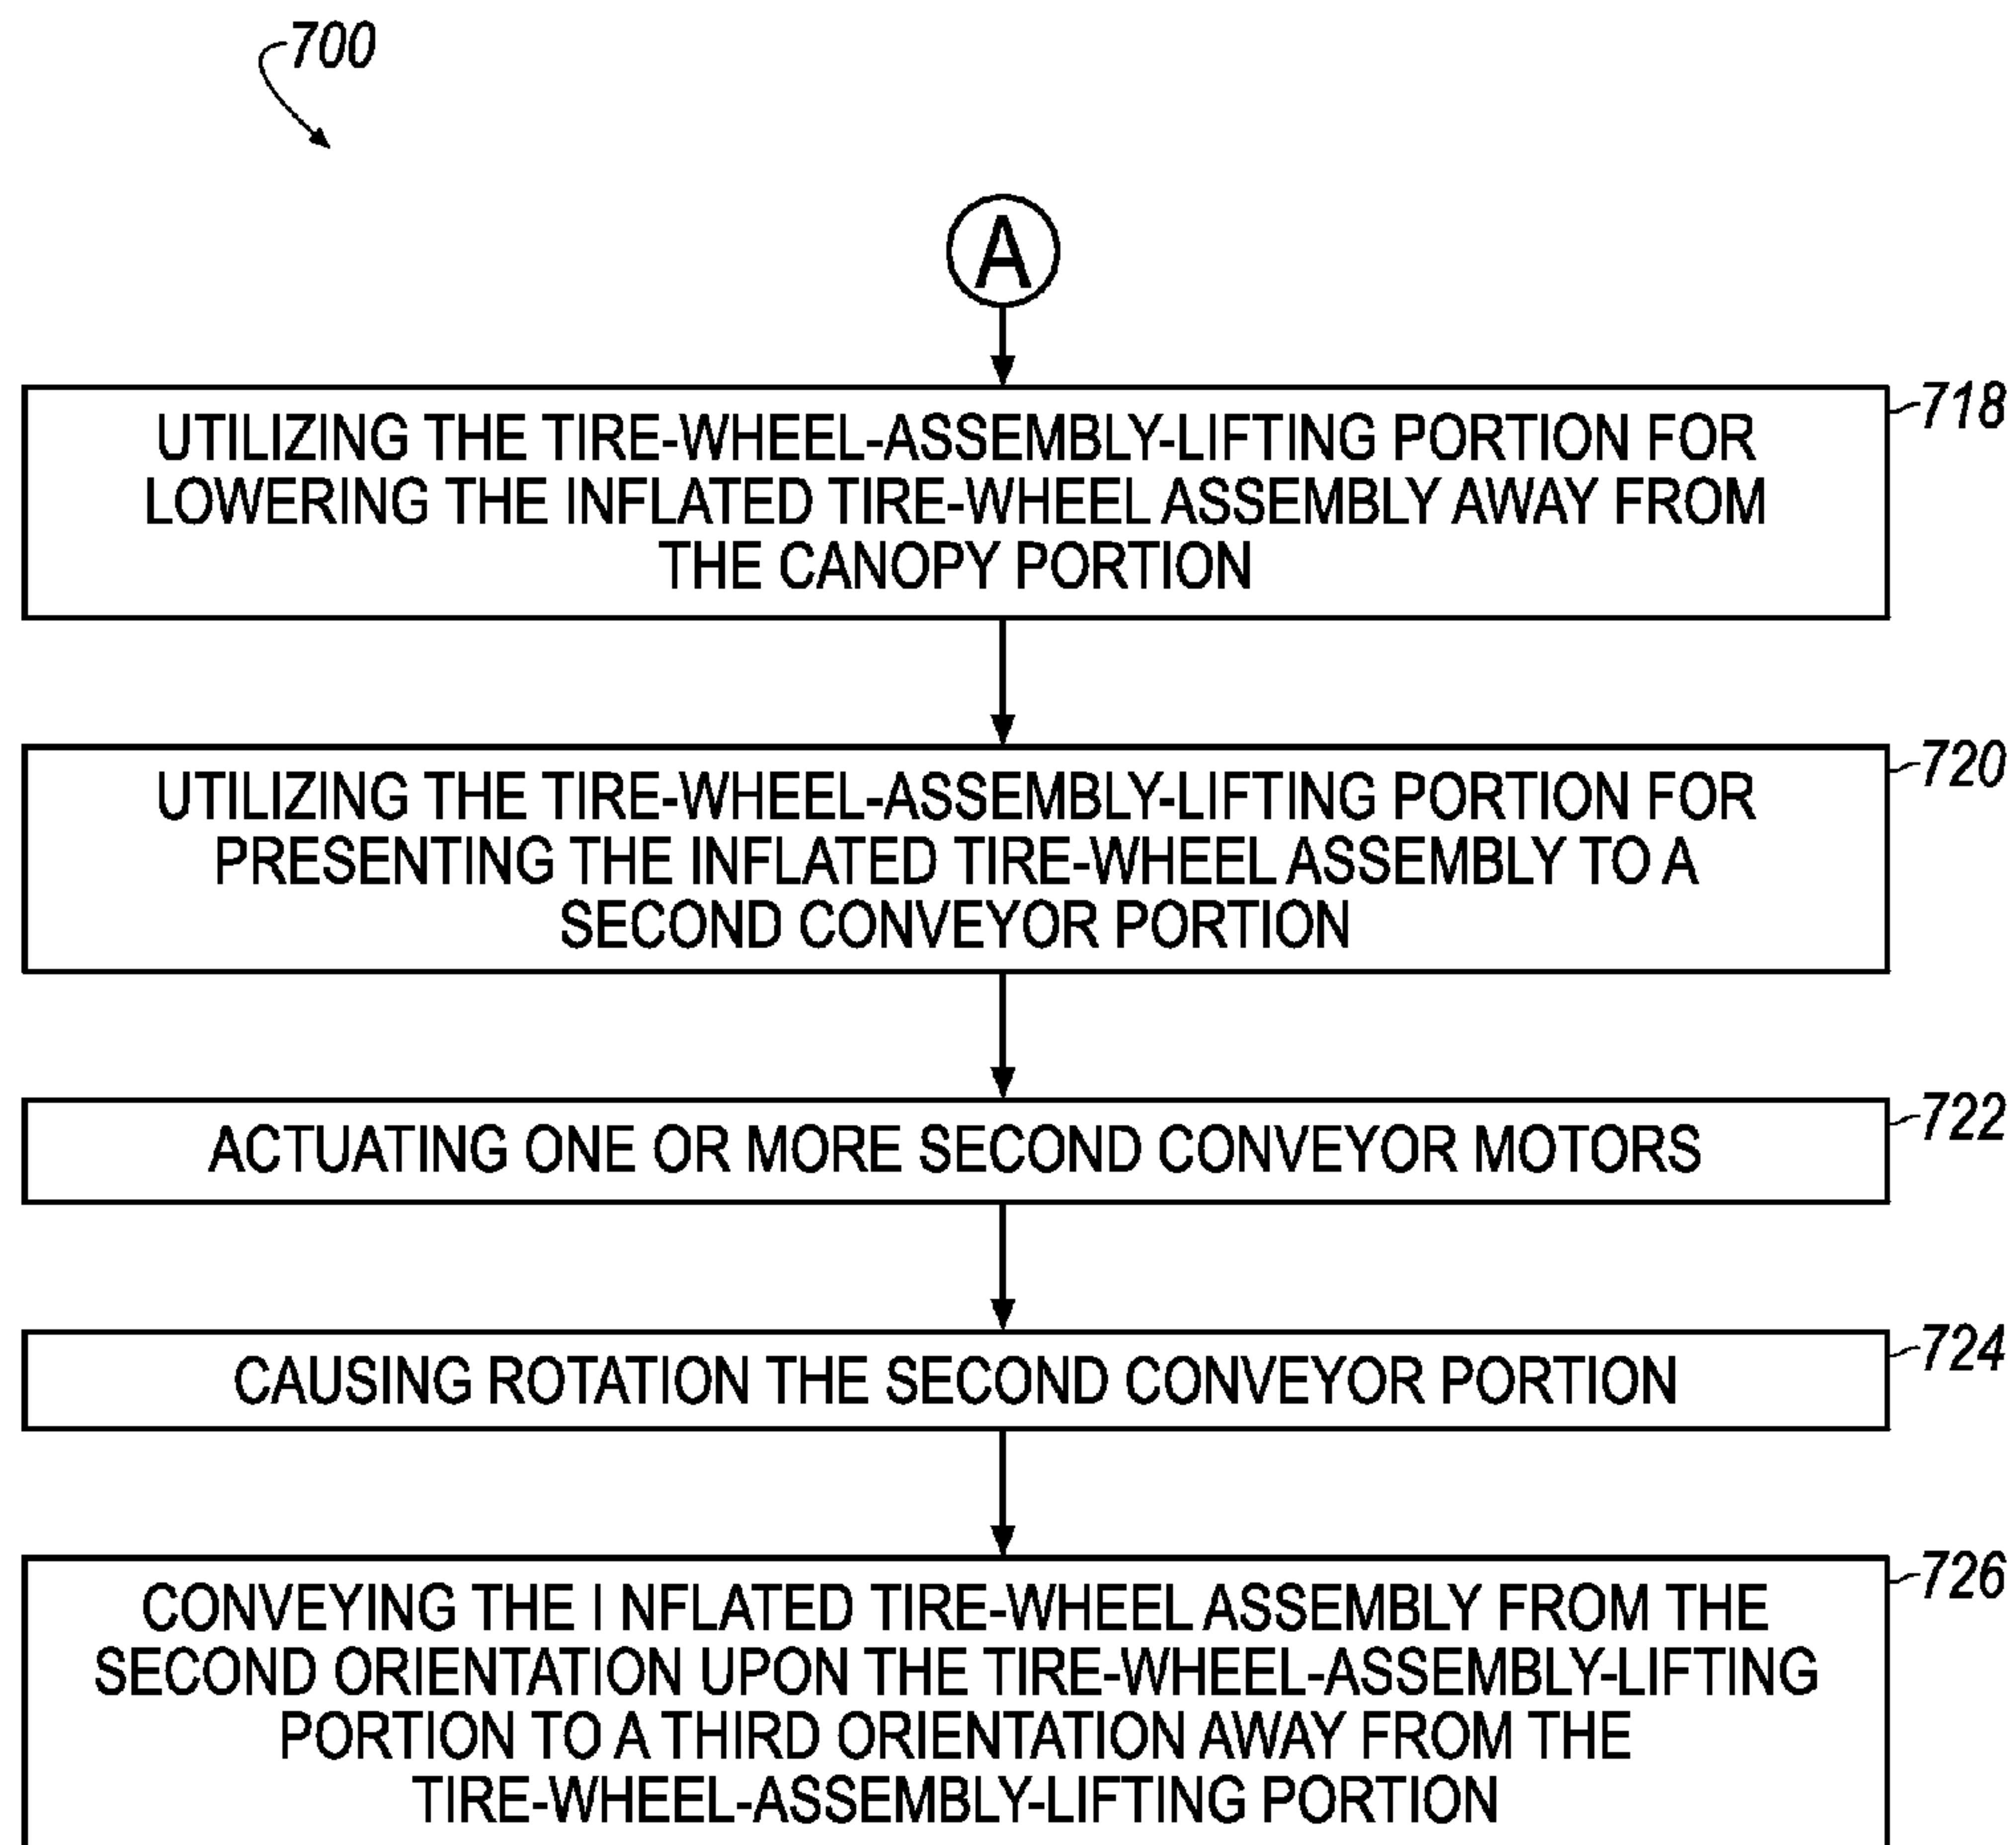 700
A
718
UTILIZING THE TIRE-WHEEL-ASSEMBLY-LIFTING PORTION FOR
LOWERING THE INFLATED TIRE-WHEEL ASSEMBLY AWAY FROM
THE CANOPY PORTION
720
UTILIZING THE TIRE-WHEEL-ASSEMBLY-LIFTING PORTION FOR
PRESENTING THE INFLATED TIRE-WHEEL ASSEMBLY TO A
SECOND CONVEYOR PORTION
722
ACTUATING ONE OR MORE SECOND CONVEYOR MOTORS
724
CAUSING ROTATION THE SECOND CONVEYOR PORTION
726
CONVEYING THE I NFLATED TIRE-WHEEL ASSEMBLY FROM THE
SECOND ORIENTATION UPON THE TIRE-WHEEL-ASSEMBLY-LIFTING
PORTION TO A THIRD ORIENTATION AWAY FROM THE
TIRE-WHEEL-ASSEMBLY-LIFTING PORTION